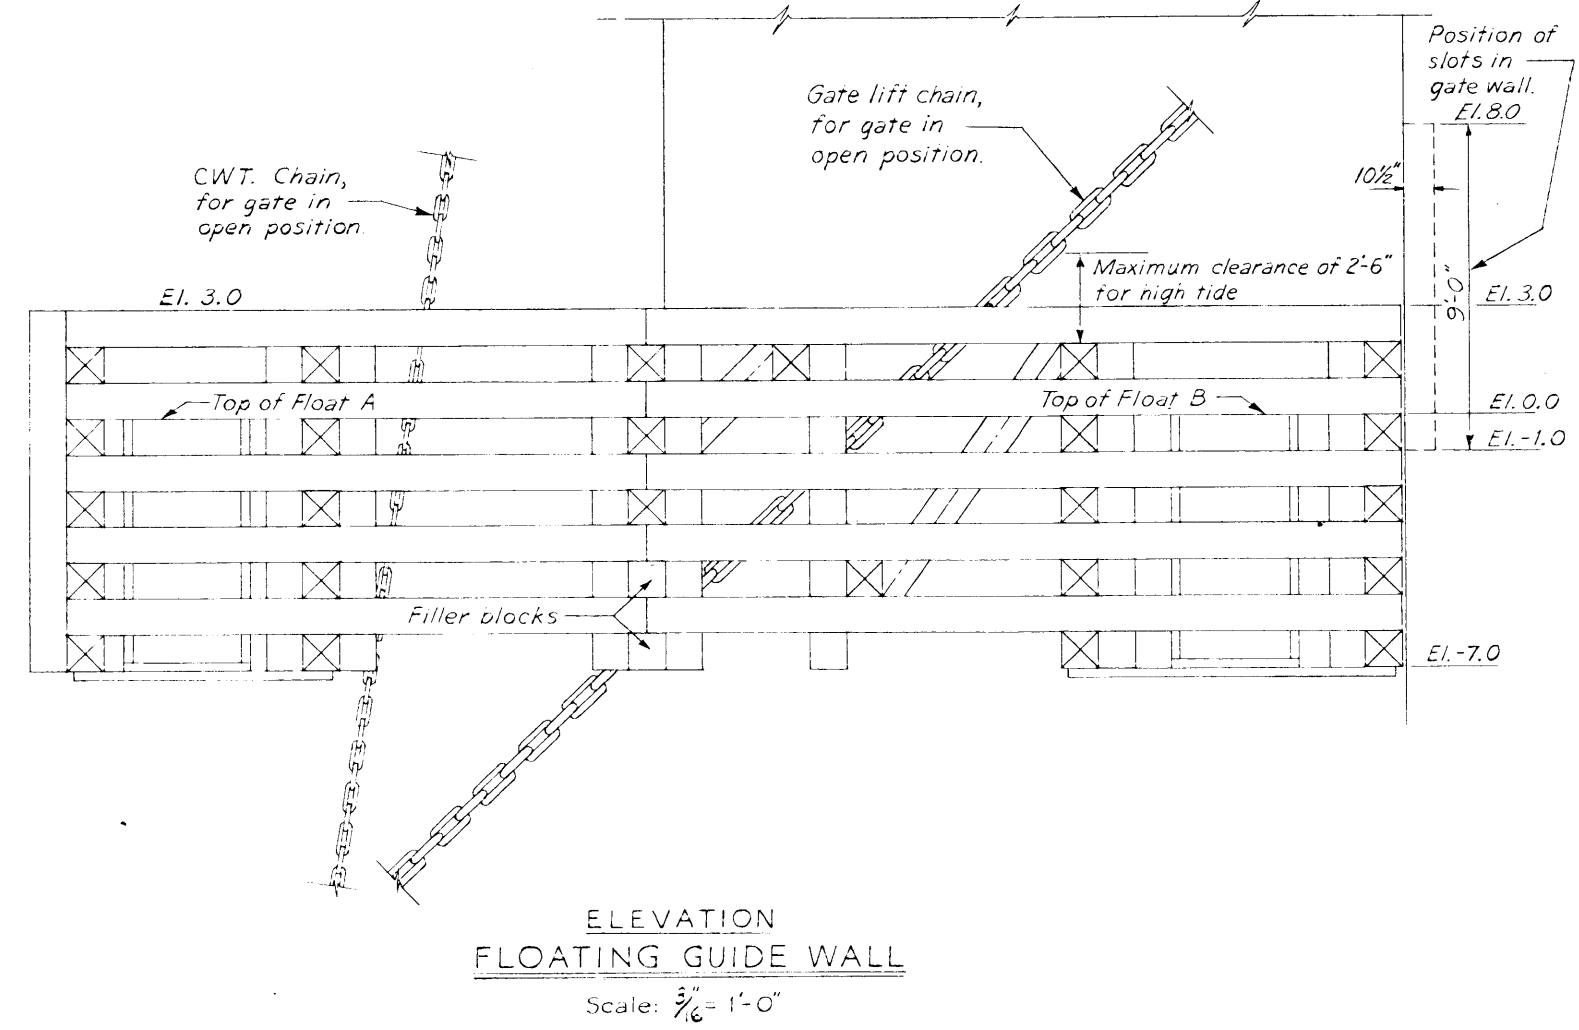 Position of
slots in
gate wall.
El. 8.0
Gate lift chain,
for gate in
open position.
CWT. Chain,
for gate in
open position.
10½"
Maximum clearance of 2'-6"
for high tide
9'-0"
El. 3.0
El. 3.0
Top of Float A
Top of Float B
El. 0.0
El. -1.0
Filler blocks
El. -7.0
ELEVATION
FLOATING GUIDE WALL
Scale: 3/16" = 1'-0"